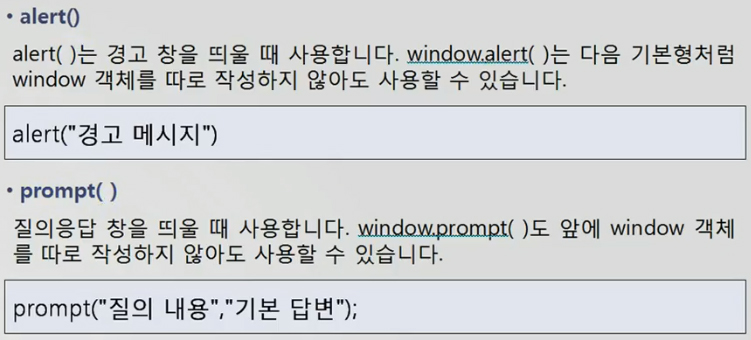 • alert()
alert( )는 경고 창을 띄울 때 사용합니다. window.alert( )는 다음 기본형처럼
window 객체를 따로 작성하지 않아도 사용할 수 있습니다.
alert("경고 메시지")
• prompt( )
질의응답 창을 띄울 때 사용합니다. window.prompt( )도 앞에 window 객체
를 따로 작성하지 않아도 사용할 수 있습니다.
prompt("질의 내용","기본 답변");